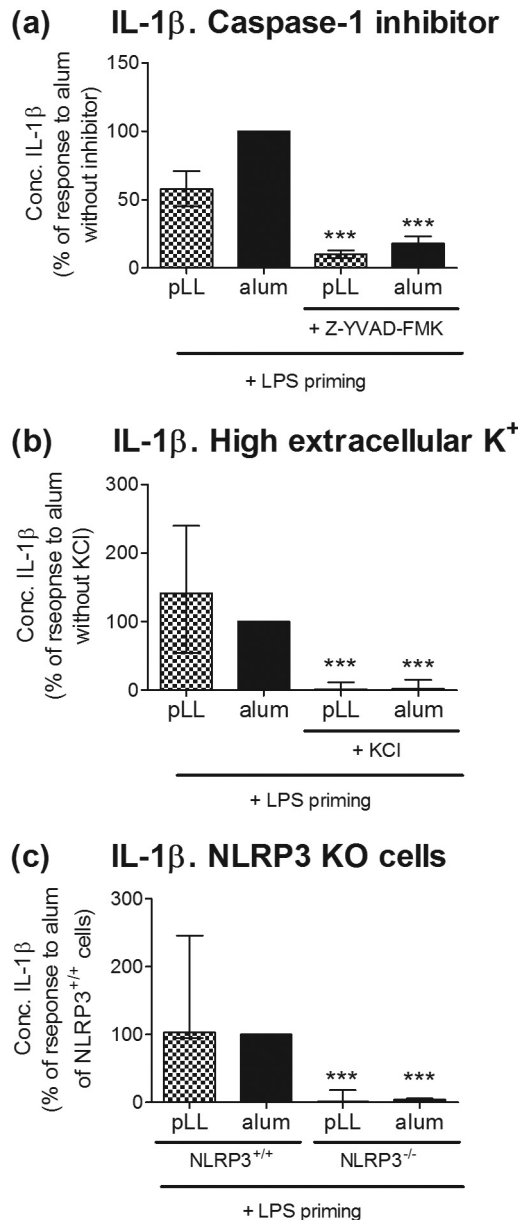 (a) IL-1β. Caspase-1 inhibitor
Conc. IL-1β
(% of response to alum
without inhibitor)
150
100
50
0
*** ***
pLL alum pLL alum
+ Z-YVAD-FMK
+ LPS priming
(b) IL-1β. High extracellular K⁺
Conc. IL-1β
(% of rseopnse to alum
without KCl)
300
200
100
0
*** ***
pLL alum pLL alum
+ KCl
+ LPS priming
(c) IL-1β. NLRP3 KO cells
Conc. IL-1β
(% of rseponse to alum
of NLRP3⁺/⁺ cells)
300
200
100
0
*** ***
pLL alum pLL alum
NLRP3⁺/⁺ NLRP3⁻/⁻
+ LPS priming